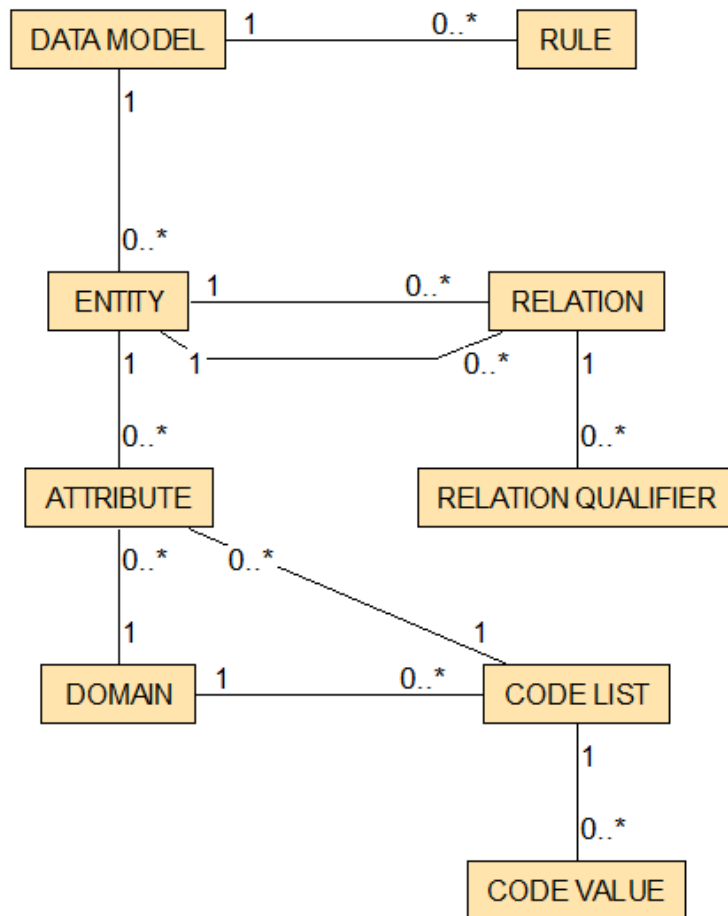 DATA MODEL
1
0..*
RULE
1
0..*
ENTITY
1
0..*
RELATION
1
0..*
1
1
0..*
0..*
ATTRIBUTE
RELATION QUALIFIER
0..*
0..*
1
1
DOMAIN
1
0..*
CODE LIST
1
0..*
CODE VALUE